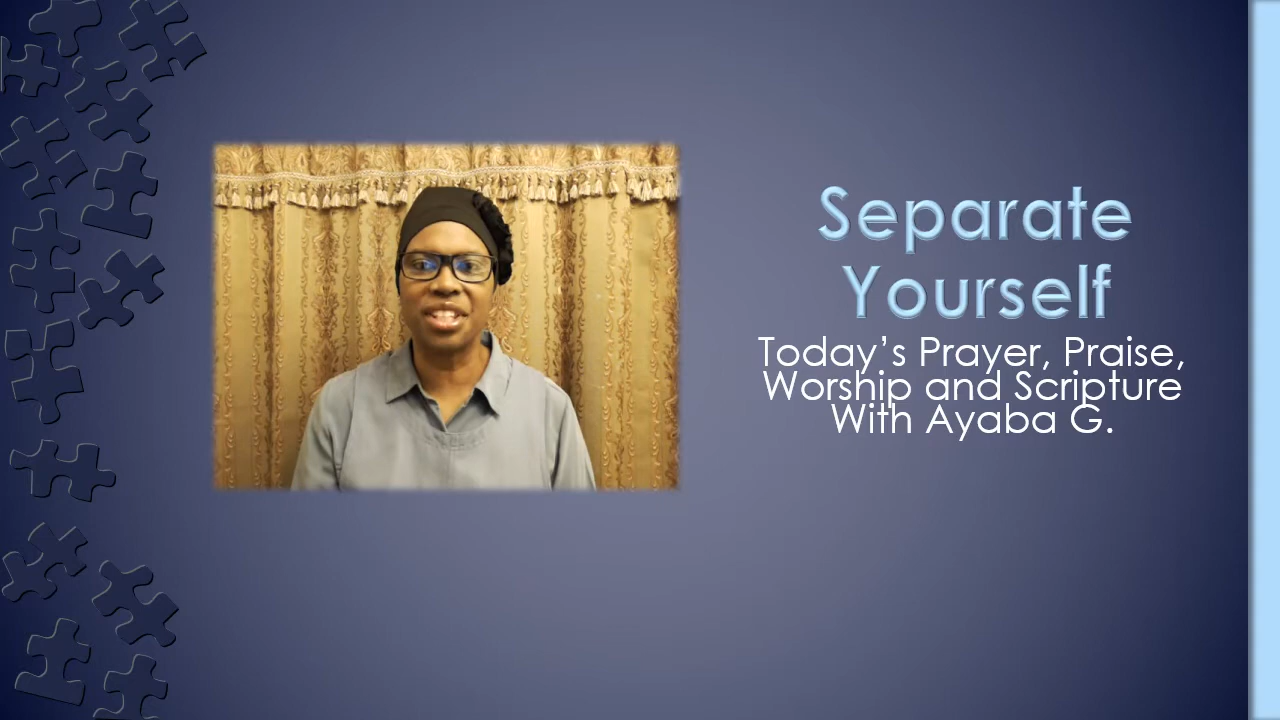 Separate
Yourself
Today’s Prayer, Praise,
Worship and Scripture
With Ayaba G.